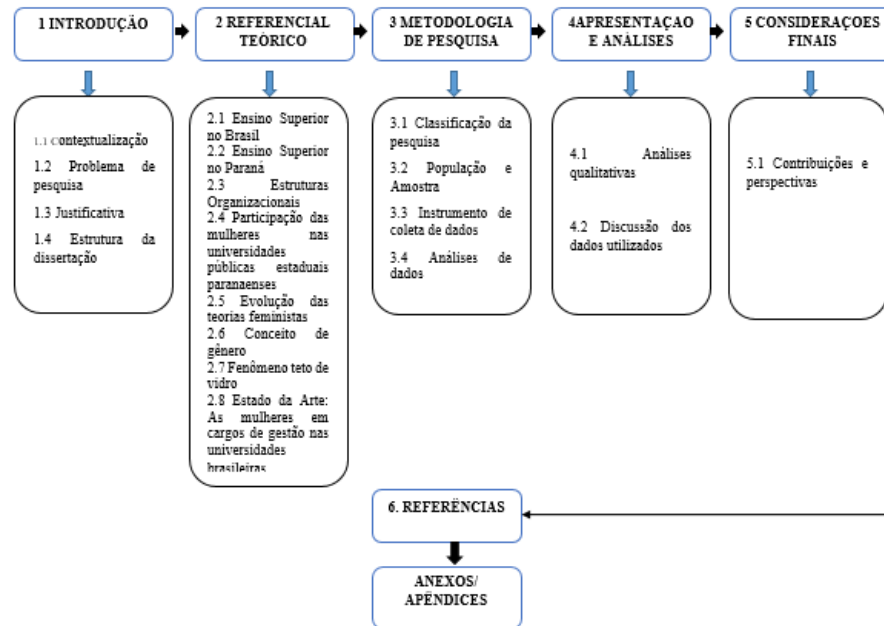 1 INTRODUÇÃO
1.1 Contextualização
1.2 Problema de
pesquisa
1.3 Justificativa
1.4 Estrutura da
dissertação
2 REFERENCIAL
TEÓRICO
2.1 Ensino Superior
no Brasil
2.2 Ensino Superior
no Paraná
2.3 Estruturas
Organizacionais
2.4 Participação das
mulheres nas
universidades
públicas estaduais
paranaenses
2.5 Evolução das
teorias feministas
2.6 Conceito de
gênero
2.7 Fenômeno teto de
vidro
2.8 Estado da Arte:
As mulheres em
cargos de gestão nas
universidades
brasileiras
3 METODOLOGIA
DE PESQUISA
3.1 Classificação da
pesquisa
3.2 População e
Amostra
3.3 Instrumento de
coleta de dados
3.4 Análises de
dados
4APRESENTAÇAO
E ANÁLISES
4.1 Análises
qualitativas
4.2 Discussão dos
dados utilizados
5 CONSIDERAÇOES
FINAIS
5.1 Contribuições e
perspectivas
6. REFERÊNCIAS
ANEXOS/
APÊNDICES